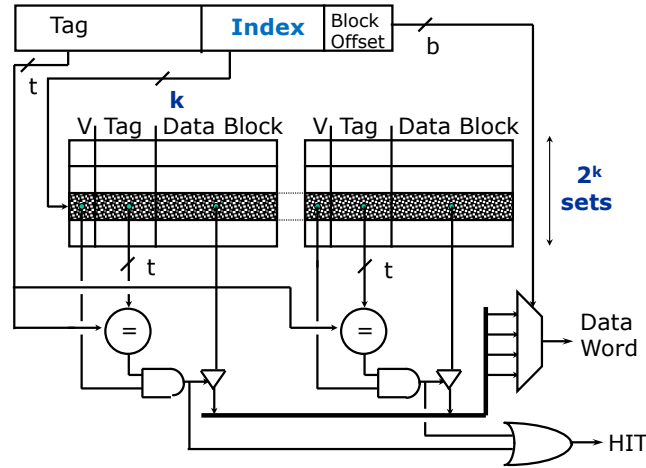 Tag
Index
Block
Offset
t
k
b
V Tag Data Block
V Tag Data Block
2ᵏ
sets
t
t
=
=
Data
Word
HIT